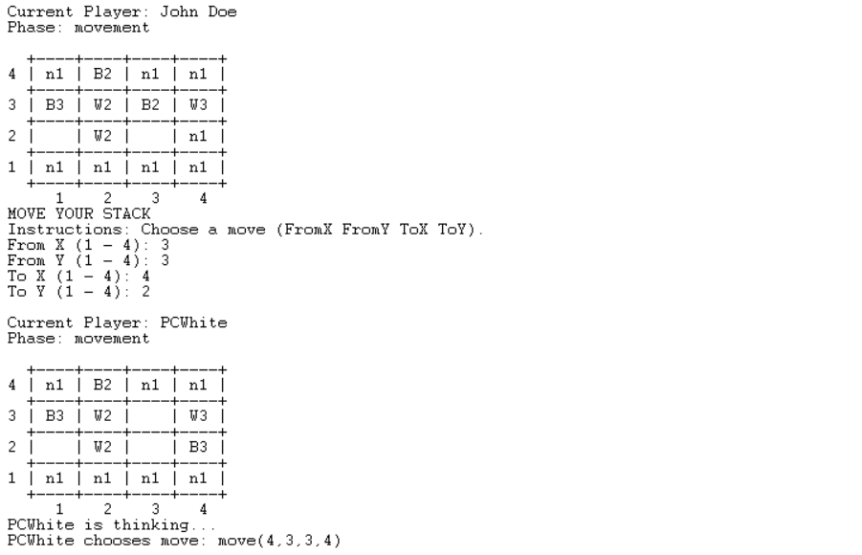 Current Player: John Doe
Phase: movement
+----+----+----+----+
4 | n1 | B2 | n1 | n1 |
+----+----+----+----+
3 | B3 | W2 | B2 | W3 |
+----+----+----+----+
2 |    | W2 |    | n1 |
+----+----+----+----+
1 | n1 | n1 | n1 | n1 |
+----+----+----+----+
1 2 3 4
MOVE YOUR STACK
Instructions: Choose a move (FromX FromY ToX ToY).
From X (1 - 4): 3
From Y (1 - 4): 3
To X (1 - 4): 4
To Y (1 - 4): 2
Current Player: PCWhite
Phase: movement
+----+----+----+----+
4 | n1 | B2 | n1 | n1 |
+----+----+----+----+
3 | B3 | W2 |    | W3 |
+----+----+----+----+
2 |    | W2 |    | B3 |
+----+----+----+----+
1 | n1 | n1 | n1 | n1 |
+----+----+----+----+
1 2 3 4
PCWhite is thinking...
PCWhite chooses move: move(4,3,3,4)